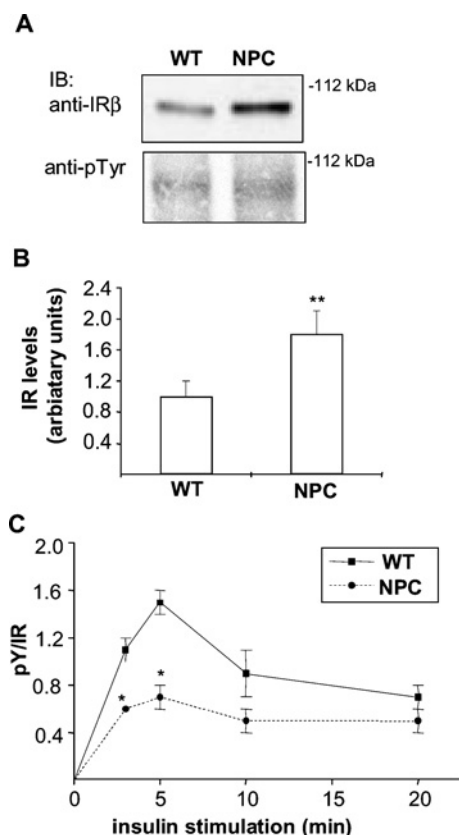 A
WT NPC
IB:
anti-IRβ
-112 kDa
anti-pTyr
-112 kDa
B
IR levels
(arbiatary units)
2.4
2.0
1.6
1.2
0.8
0.4
**
WT NPC
C
pY/IR
2.0
1.6
1.2
0.8
0.4
WT
NPC
*
*
0 5 10 15 20
insulin stimulation (min)